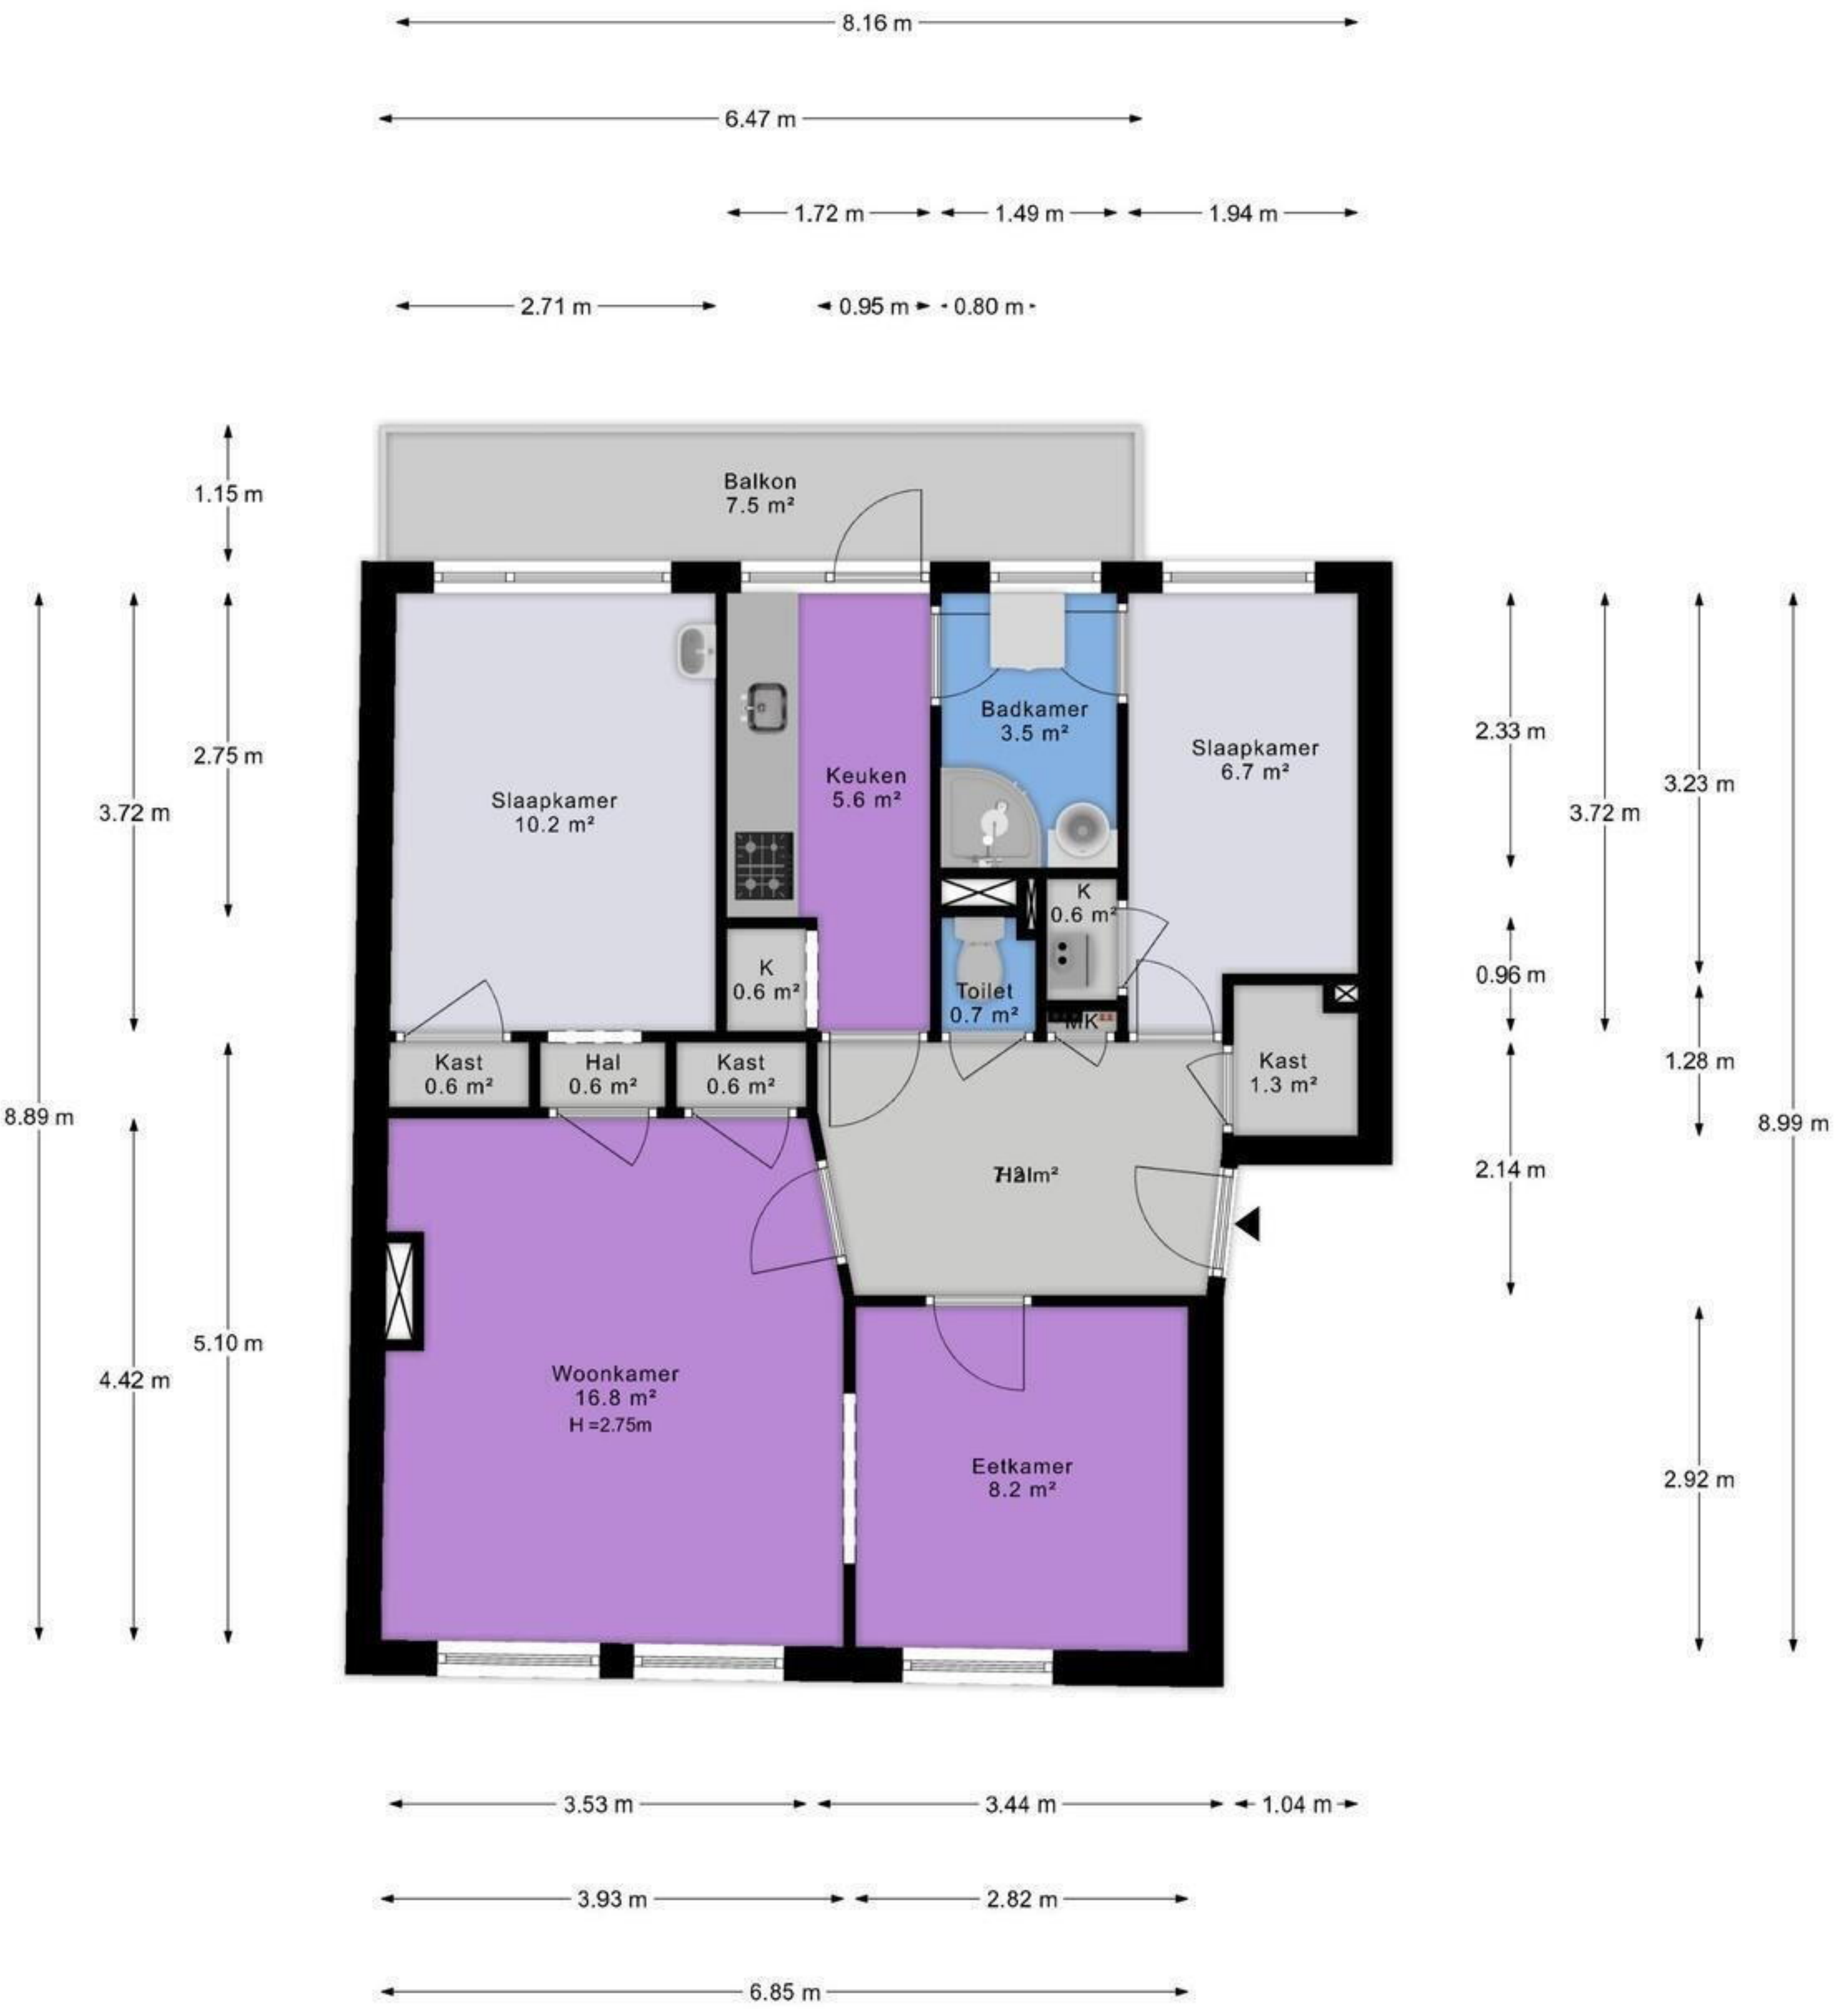 8.16 m
6.47 m
1.72 m
1.49 m
1.94 m
2.71 m
0.95 m
0.80 m
1.15 m
Balkon
7.5 m²
8.89 m
3.72 m
2.75 m
Slaapkamer
10.2 m²
Keuken
5.6 m²
Badkamer
3.5 m²
Slaapkamer
6.7 m²
2.33 m
3.72 m
3.23 m
K
0.6 m²
K
0.6 m²
Toilet
0.7 m²
MK
0.96 m
Kast
0.6 m²
Hal
0.6 m²
Kast
0.6 m²
Kast
1.3 m²
1.28 m
8.99 m
2.14 m
Hal
4.42 m
5.10 m
Woonkamer
16.8 m²
H =2.75m
Eetkamer
8.2 m²
2.92 m
3.53 m
3.44 m
1.04 m
3.93 m
2.82 m
6.85 m